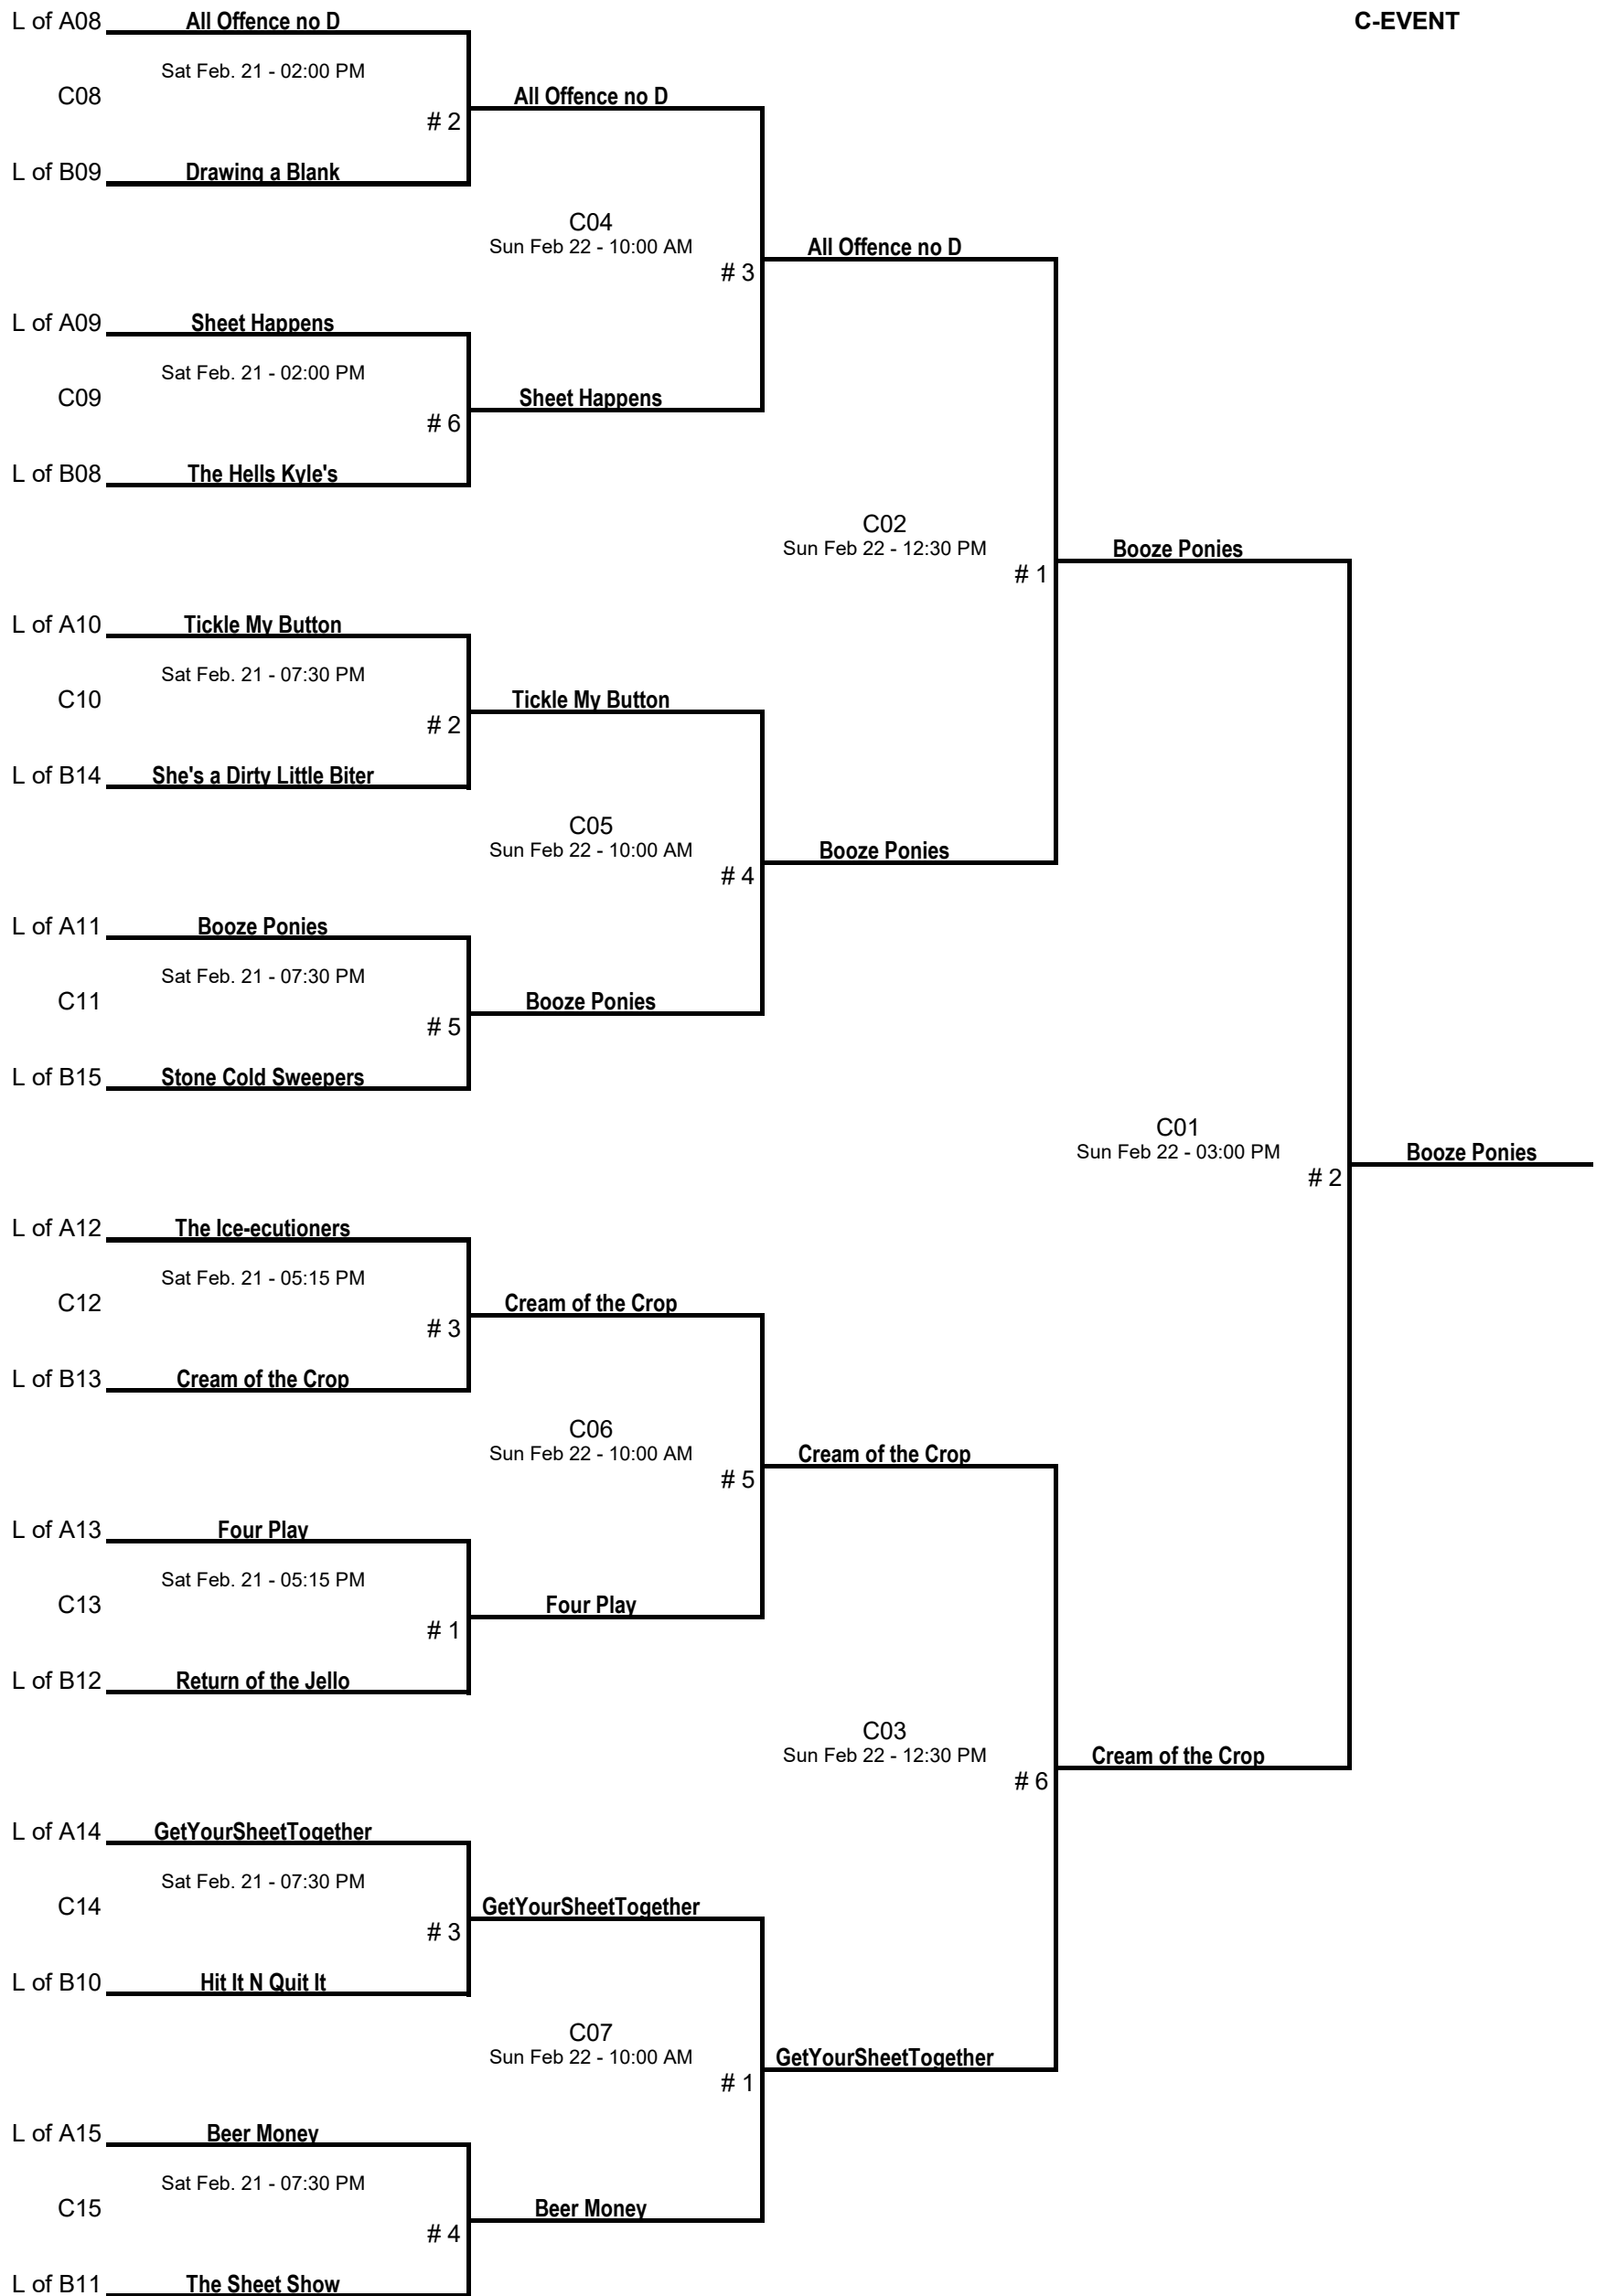 L of A08 All Offence no D C-EVENT
Sat Feb. 21 - 02:00 PM
C08 All Offence no D
# 2
L of B09 Drawing a Blank
C04
Sun Feb 22 - 10:00 AM All Offence no D
# 3
L of A09 Sheet Happens
Sat Feb. 21 - 02:00 PM
C09 Sheet Happens
# 6
L of B08 The Hells Kyle's
C02
Sun Feb 22 - 12:30 PM Booze Ponies
# 1
L of A10 Tickle My Button
Sat Feb. 21 - 07:30 PM
C10 Tickle My Button
# 2
L of B14 She's a Dirty Little Biter
C05
Sun Feb 22 - 10:00 AM Booze Ponies
# 4
L of A11 Booze Ponies
Sat Feb. 21 - 07:30 PM
C11 Booze Ponies
# 5
L of B15 Stone Cold Sweepers
C01
Sun Feb 22 - 03:00 PM Booze Ponies
# 2
L of A12 The Ice-ecutioners
Sat Feb. 21 - 05:15 PM
C12 Cream of the Crop
# 3
L of B13 Cream of the Crop
C06
Sun Feb 22 - 10:00 AM Cream of the Crop
# 5
L of A13 Four Play
Sat Feb. 21 - 05:15 PM
C13 Four Play
# 1
L of B12 Return of the Jello
C03
Sun Feb 22 - 12:30 PM Cream of the Crop
# 6
L of A14 GetYourSheetTogether
Sat Feb. 21 - 07:30 PM
C14 GetYourSheetTogether
# 3
L of B10 Hit It N Quit It
C07
Sun Feb 22 - 10:00 AM GetYourSheetTogether
# 1
L of A15 Beer Money
Sat Feb. 21 - 07:30 PM
C15 Beer Money
# 4
L of B11 The Sheet Show